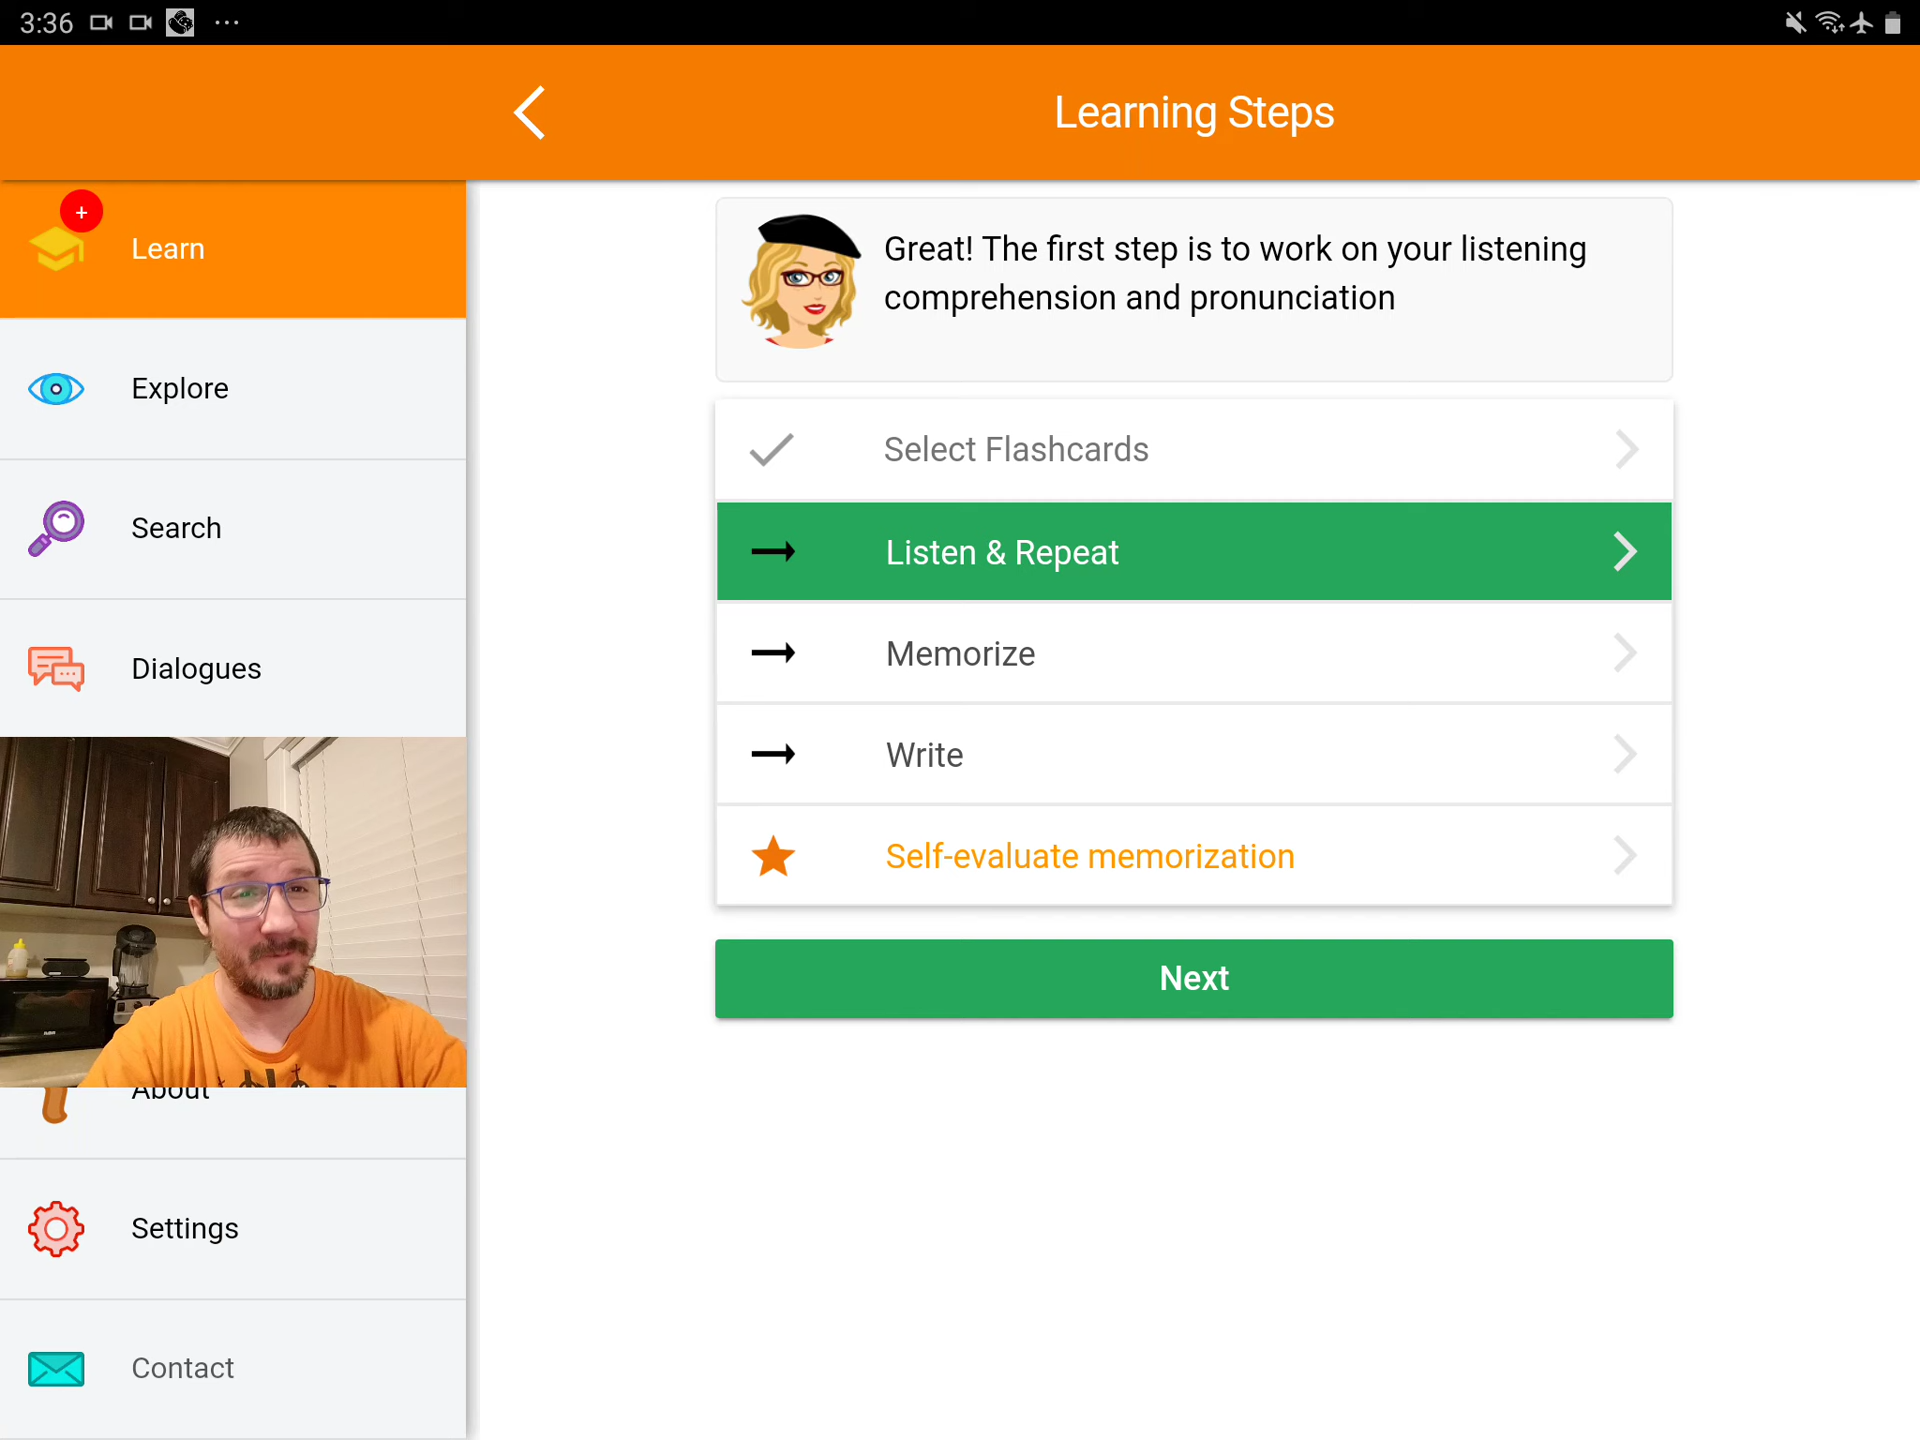 3:36
Learning Steps
+
Learn
Explore
Search
Dialogues
About
Settings
Contact
Great! The first step is to work on your listening
comprehension and pronunciation
Select Flashcards
Listen & Repeat
Memorize
Write
Self-evaluate memorization
Next